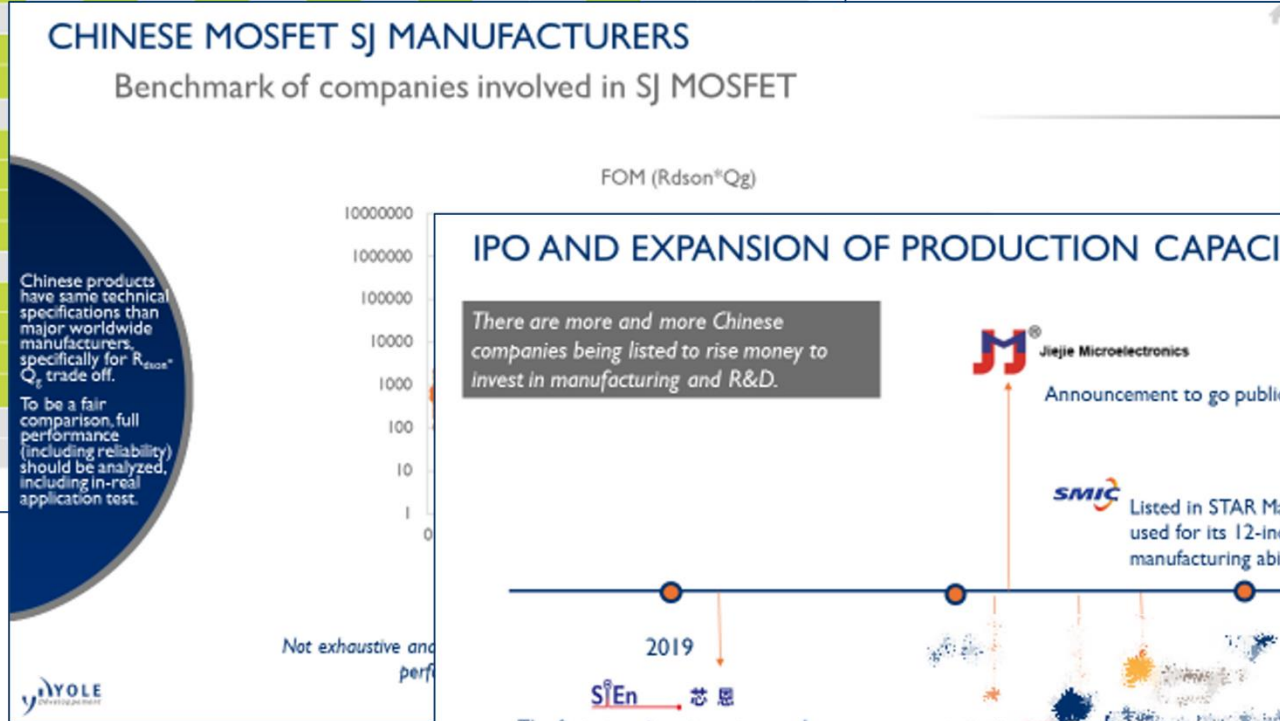 CHINESE MOSFET SJ MANUFACTURERS
Benchmark of companies involved in SJ MOSFET
FOM (Rdson*Qg)
10000000
1000000
100000
10000
1000
100
10
1
0
Chinese products
have same technical
specifications than
major worldwide
manufacturers,
specifically for Rdson*
Qg trade off.
To be a fair
comparison, full
performance
(including reliability)
should be analyzed,
including in-real
application test.
Not exhaustive and
perf
YOLE
Développement
IPO AND EXPANSION OF PRODUCTION CAPACI
There are more and more Chinese
companies being listed to rise money to
invest in manufacturing and R&D.
Jiejie Microelectronics
Announcement to go public
SMIC
Listed in STAR Ma
used for its 12-inc
manufacturing abi
2019
SiEn 芯恩